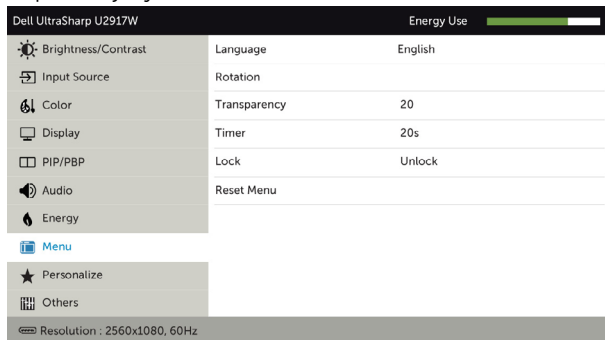 Dell UltraSharp U2917W Energy Use
Brightness/Contrast Language English
Input Source Rotation
Color Transparency 20
Display Timer 20s
PIP/PBP Lock Unlock
Audio Reset Menu
Energy
Menu
Personalize
Others
Resolution : 2560x1080, 60Hz